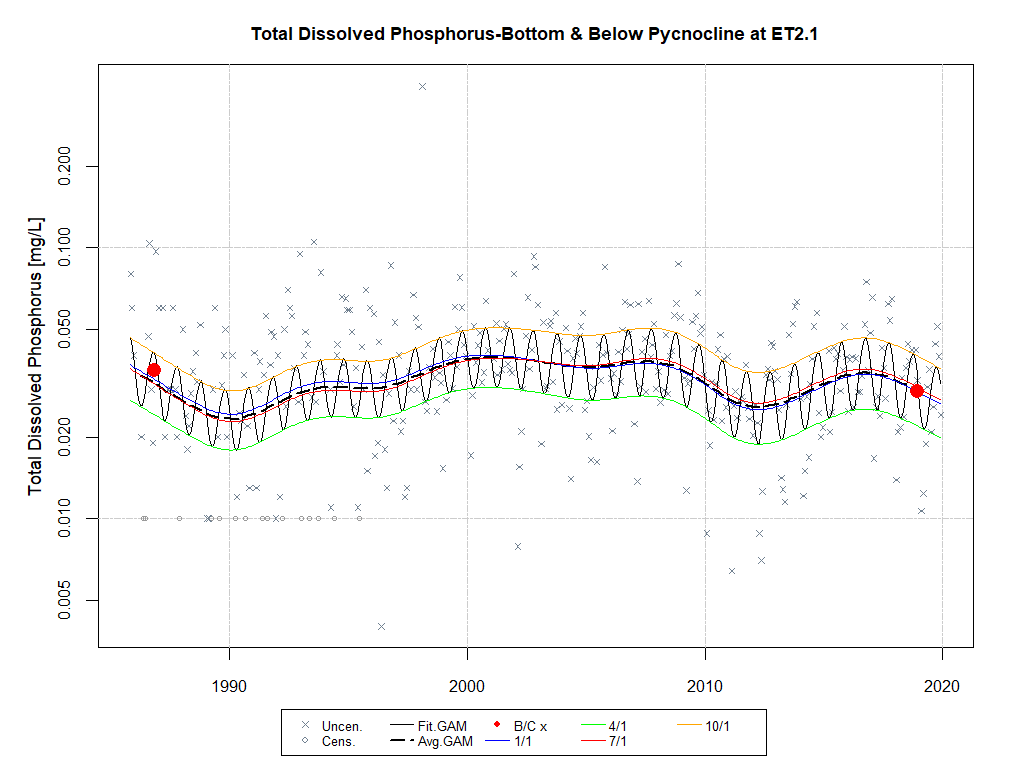 Total Dissolved Phosphorus-Bottom & Below Pycnocline at ET2.1
Total Dissolved Phosphorus [mg/L]
0.200
0.100
0.050
0.020
0.010
0.005
1990 2000 2010 2020
Uncen. Fit.GAM B/C x 4/1 10/1
Cens. Avg.GAM 1/1 7/1